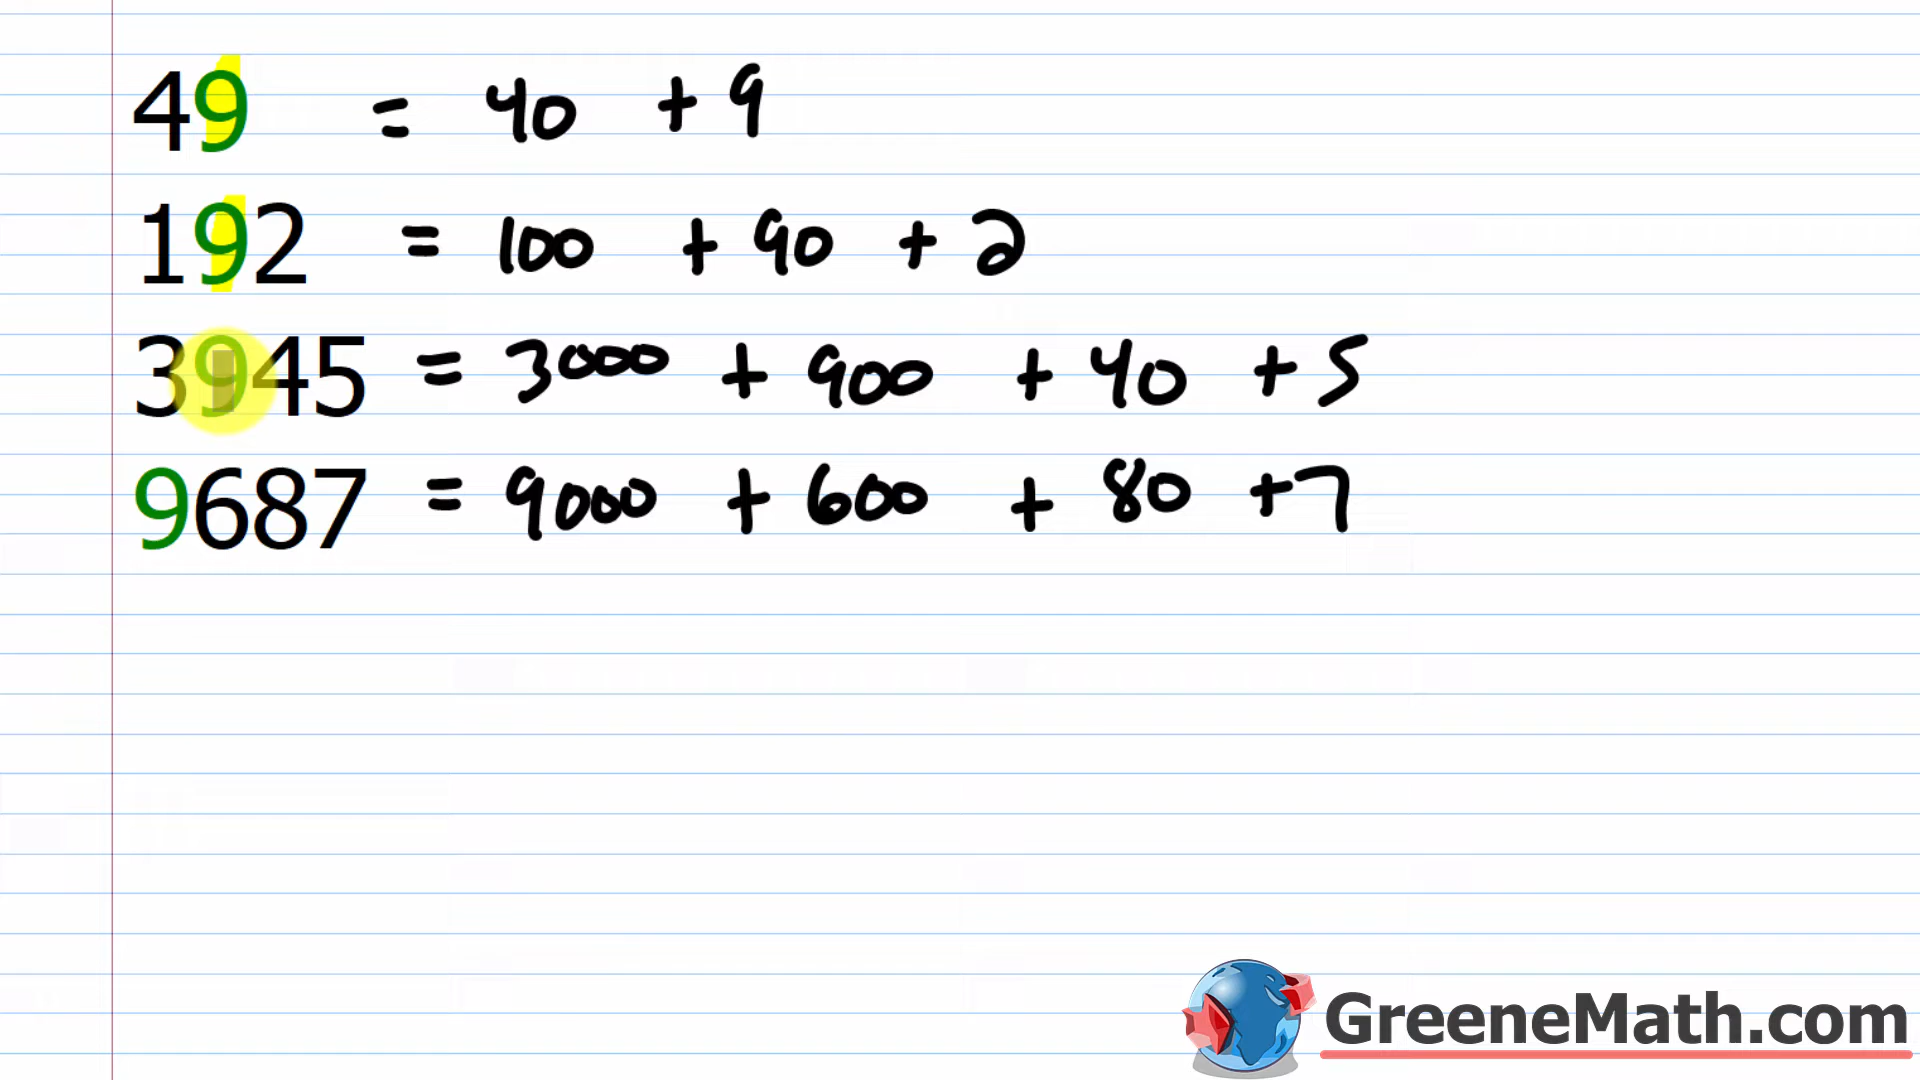 49 = 40 + 9
192 = 100 + 90 + 2
3945 = 3000 + 900 + 40 + 5
9687 = 9000 + 600 + 80 + 7
GreeneMath.com